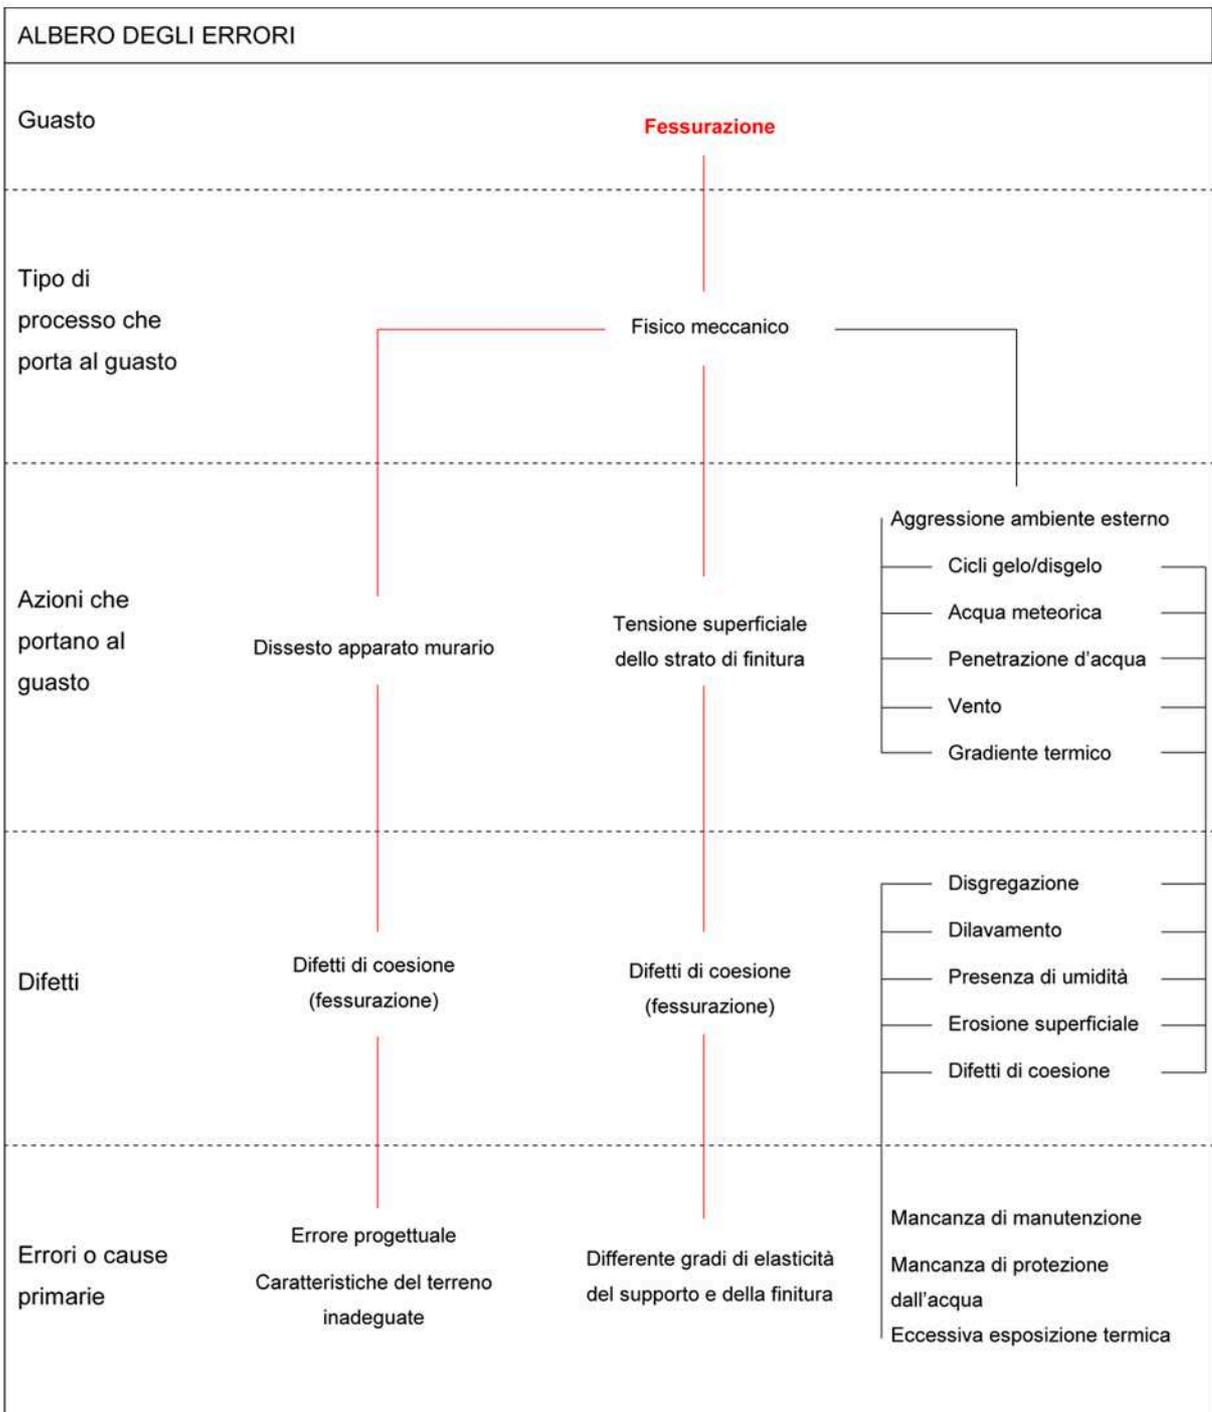 ALBERO DEGLI ERRORI
Guasto
Fessurazione
Tipo di
processo che
porta al guasto
Fisico meccanico
Azioni che
portano al
guasto
Dissesto apparato murario
Tensione superficiale
dello strato di finitura
Aggressione ambiente esterno
Cicli gelo/disgelo
Acqua meteorica
Penetrazione d'acqua
Vento
Gradiente termico
Difetti
Difetti di coesione
(fessurazione)
Difetti di coesione
(fessurazione)
Disgregazione
Dilavamento
Presenza di umidità
Erosione superficiale
Difetti di coesione
Errori o cause
primarie
Errore progettuale
Caratteristiche del terreno
inadeguate
Differente gradi di elasticità
del supporto e della finitura
Mancanza di manutenzione
Mancanza di protezione
dall'acqua
Eccessiva esposizione termica